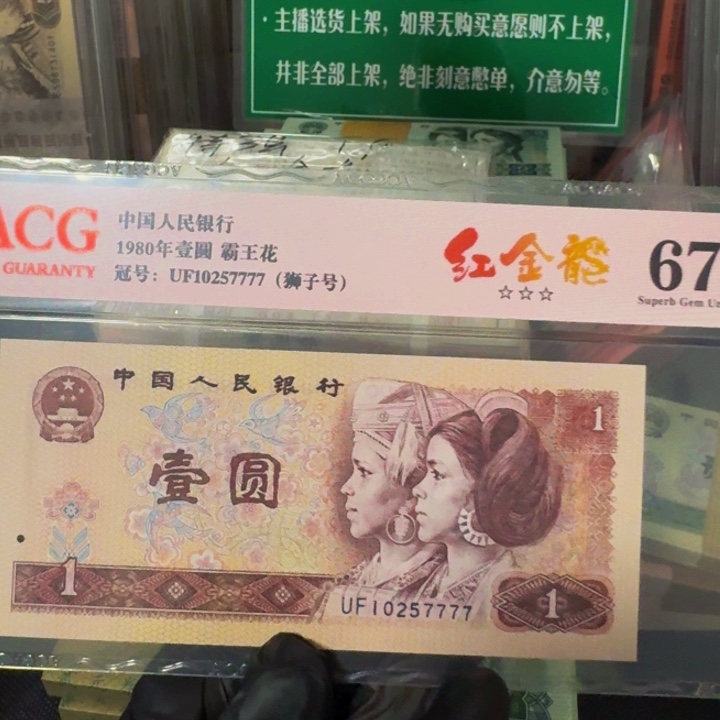 · 主播选货上架，如果无购买意愿则不上架，
并非全部上架，绝非刻意憋单，介意勿等。
ACG
GUARANTY
中国人民银行
1980年壹圆 霸王花
冠号：UF10257777（狮子号）
红金龙
☆☆☆
67
Superb Gem U
中国人民银行
壹圆
1
1
1
UF10257777